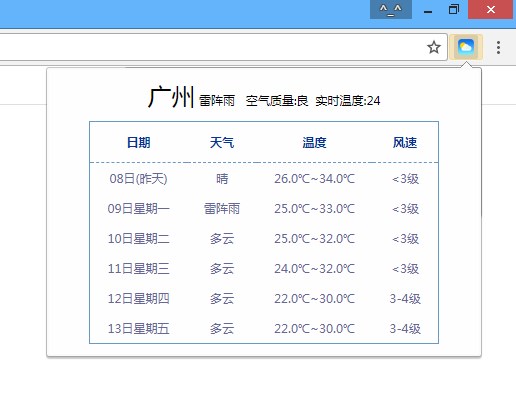 ^_^
广州 雷阵雨 空气质量:良 实时温度:24
日期 天气 温度 风速
08日(昨天) 晴 26.0℃~34.0℃ <3级
09日星期一 雷阵雨 25.0℃~33.0℃ <3级
10日星期二 多云 25.0℃~32.0℃ <3级
11日星期三 多云 24.0℃~32.0℃ <3级
12日星期四 多云 22.0℃~30.0℃ 3-4级
13日星期五 多云 22.0℃~30.0℃ 3-4级